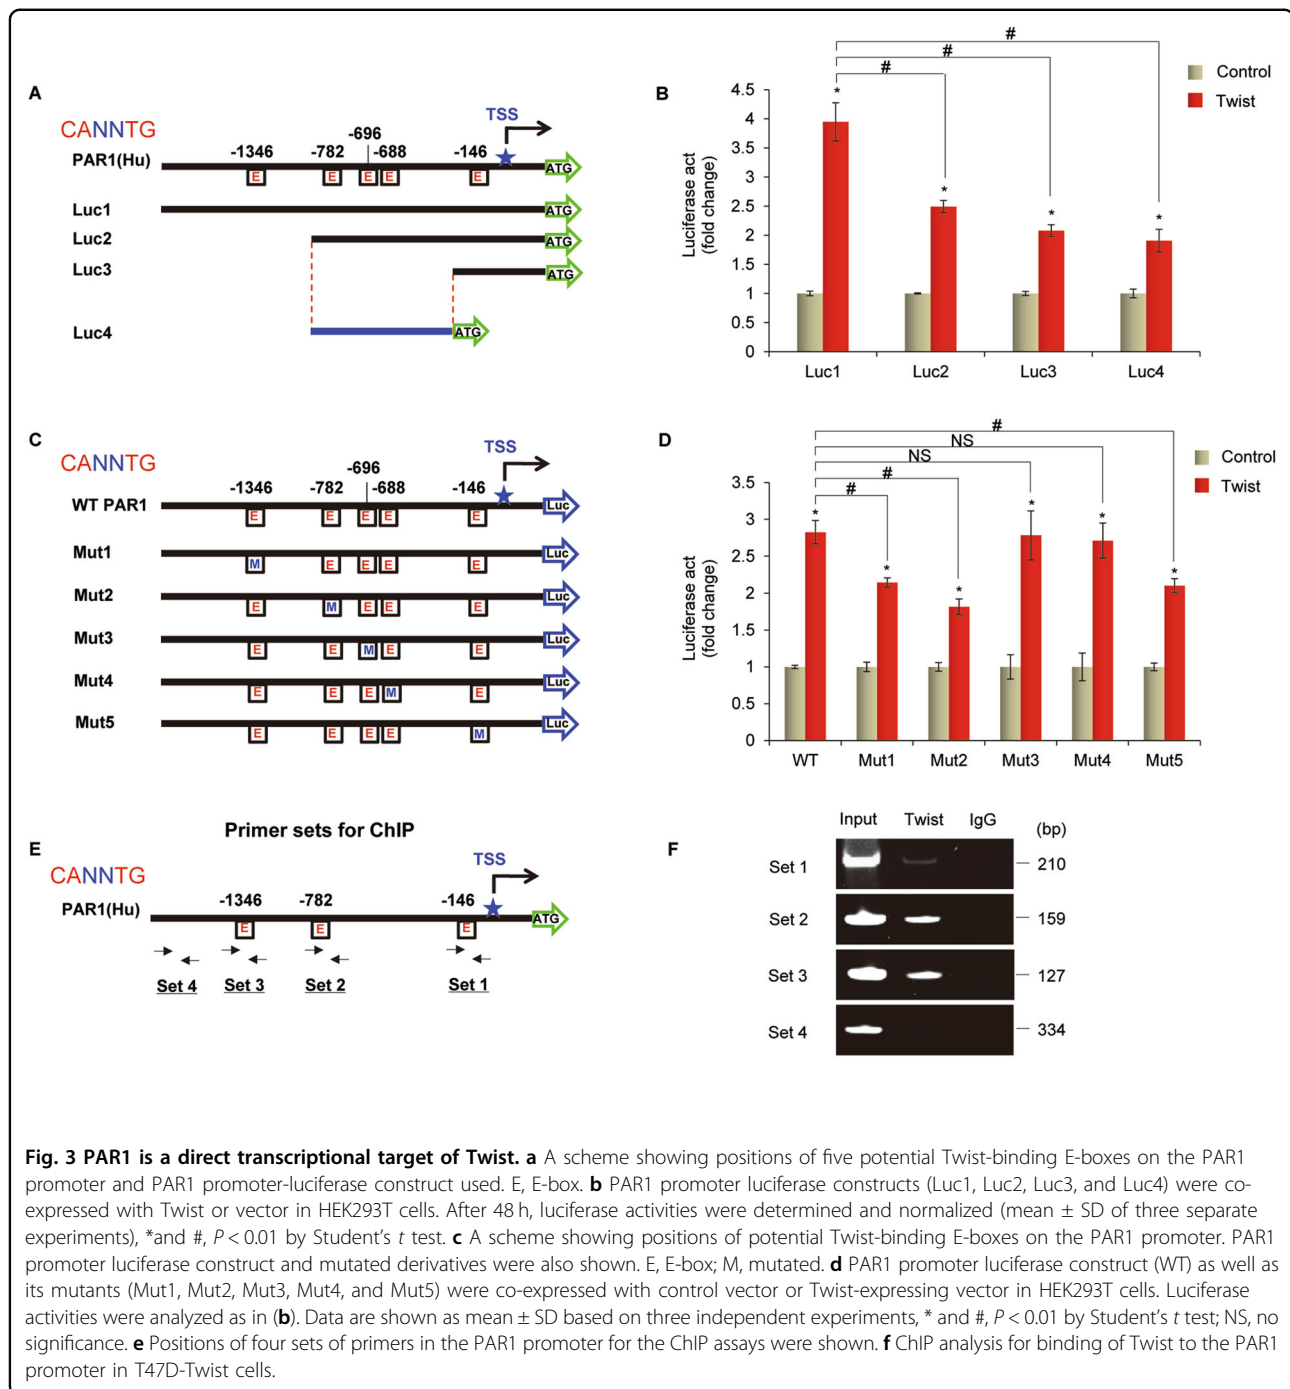 A
CANNTG
TSS
-696
-1346 -782 -688 -146
PAR1(Hu)
E E E E E
ATG
Luc1
ATG
Luc2
ATG
Luc3
ATG
Luc4
ATG
B
Control
Twist
Luciferase act
(fold change)
4.5
4
3.5
3
2.5
2
1.5
1
0.5
0
# # #
* * * *
Luc1 Luc2 Luc3 Luc4
C
CANNTG
TSS
-696
-1346 -782 -688 -146
WT PAR1
E E E E E
Luc
Mut1
M E E E E
Luc
Mut2
E M E E E
Luc
Mut3
E E M E E
Luc
Mut4
E E E M E
Luc
Mut5
E E E E M
Luc
D
Control
Twist
Luciferase act
(fold change)
3.5
3
2.5
2
1.5
1
0.5
0
#
NS
NS
#
#
* * * * * *
WT Mut1 Mut2 Mut3 Mut4 Mut5
Primer sets for ChIP
E
CANNTG
TSS
-1346 -782 -146
PAR1(Hu)
E E E
ATG
Set 4 Set 3 Set 2 Set 1
F
Input Twist IgG (bp)
Set 1 210
Set 2 159
Set 3 127
Set 4 334
Fig. 3 PAR1 is a direct transcriptional target of Twist. a A scheme showing positions of five potential Twist-binding E-boxes on the PAR1
promoter and PAR1 promoter-luciferase construct used. E, E-box. b PAR1 promoter luciferase constructs (Luc1, Luc2, Luc3, and Luc4) were co-
expressed with Twist or vector in HEK293T cells. After 48 h, luciferase activities were determined and normalized (mean ± SD of three separate
experiments), *and #, P < 0.01 by Student's t test. c A scheme showing positions of potential Twist-binding E-boxes on the PAR1 promoter. PAR1
promoter luciferase construct and mutated derivatives were also shown. E, E-box; M, mutated. d PAR1 promoter luciferase construct (WT) as well as
its mutants (Mut1, Mut2, Mut3, Mut4, and Mut5) were co-expressed with control vector or Twist-expressing vector in HEK293T cells. Luciferase
activities were analyzed as in (b). Data are shown as mean ± SD based on three independent experiments, * and #, P < 0.01 by Student's t test; NS, no
significance. e Positions of four sets of primers in the PAR1 promoter for the ChIP assays were shown. f ChIP analysis for binding of Twist to the PAR1
promoter in T47D-Twist cells.